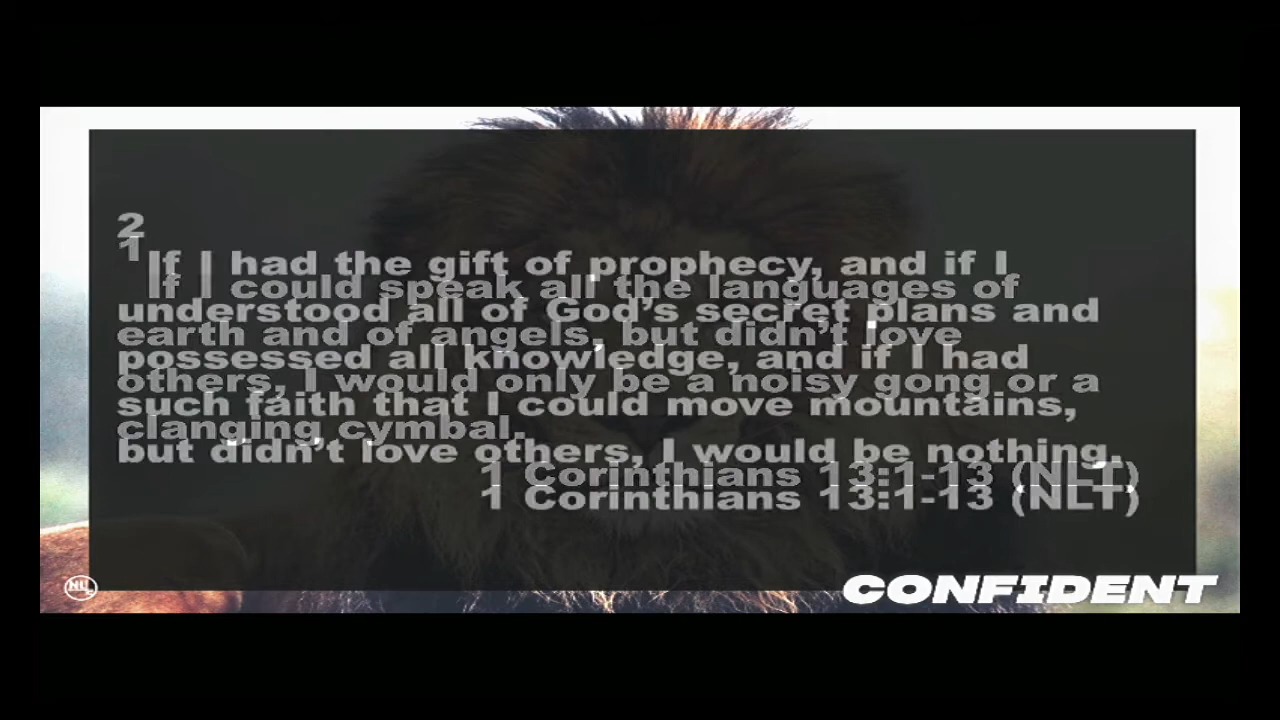 2
1
If I had the gift of prophecy, and if I
If I could speak all the languages of
understood all of God's secret plans and
earth and of angels, but didn't love
possessed all knowledge, and if I had
others, I would only be a noisy gong or a
such faith that I could move mountains,
clanging cymbal.
but didn't love others, I would be nothing.
1 Corinthians 13:1-13 (NLT)
1 Corinthians 13:1-13 (NLT)
CONFIDENT